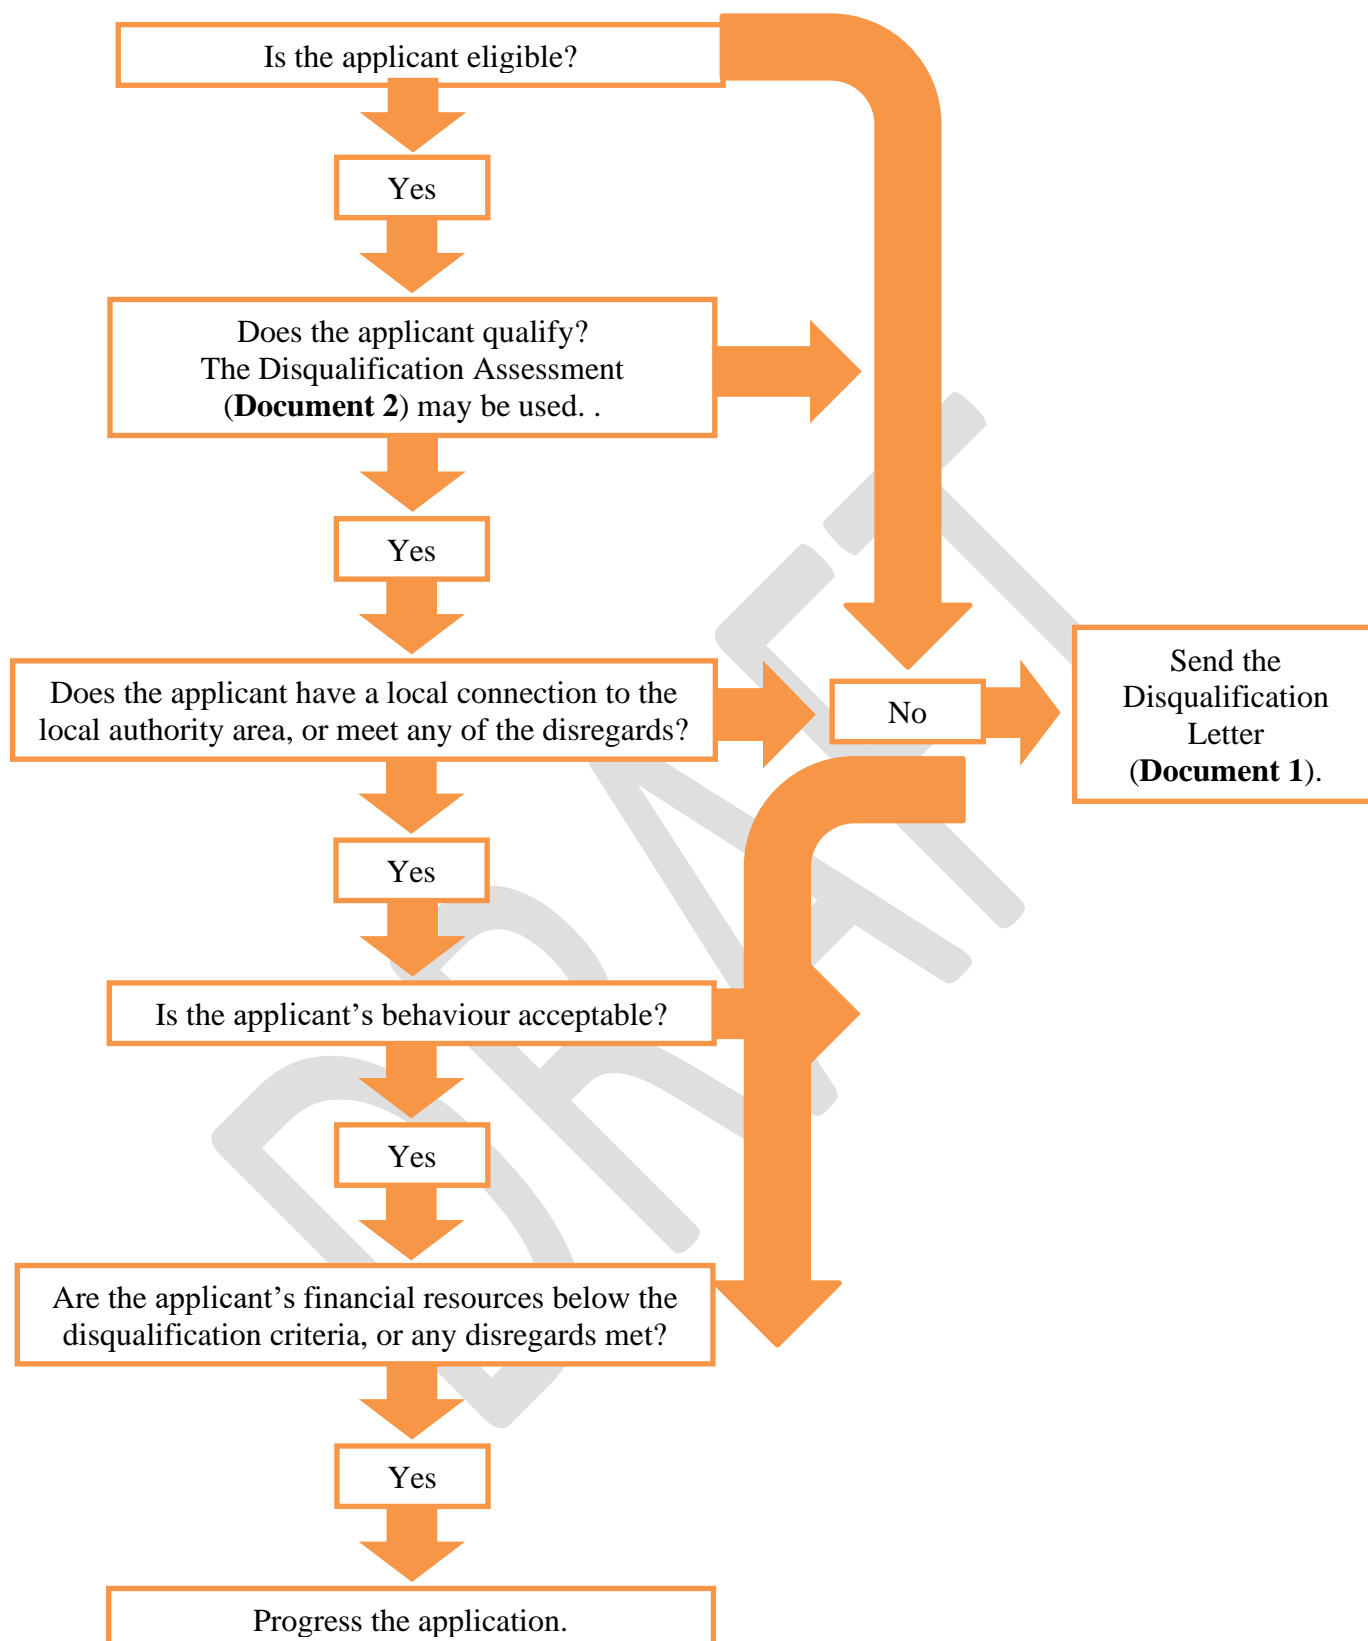 Is the applicant eligible?
Yes
Does the applicant qualify?
The Disqualification Assessment
(Document 2) may be used. .
Yes
Does the applicant have a local connection to the
local authority area, or meet any of the disregards?
No
Send the
Disqualification
Letter
(Document 1).
Yes
Is the applicant’s behaviour acceptable?
Yes
Are the applicant’s financial resources below the
disqualification criteria, or any disregards met?
Yes
Progress the application.
DRAFT